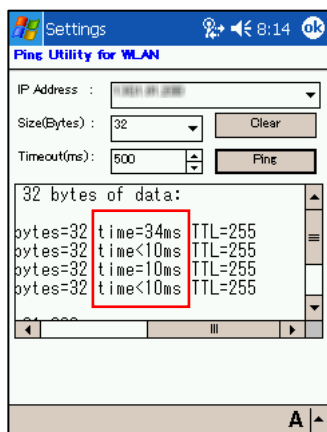 Settings 8:14 ok
Ping Utility for WLAN
IP Address :
Size(Bytes) : 32 Clear
Timeout(ms): 500 Ping
32 bytes of data:
bytes=32 time=34ms TTL=255
bytes=32 time<10ms TTL=255
bytes=32 time=10ms TTL=255
bytes=32 time<10ms TTL=255
A